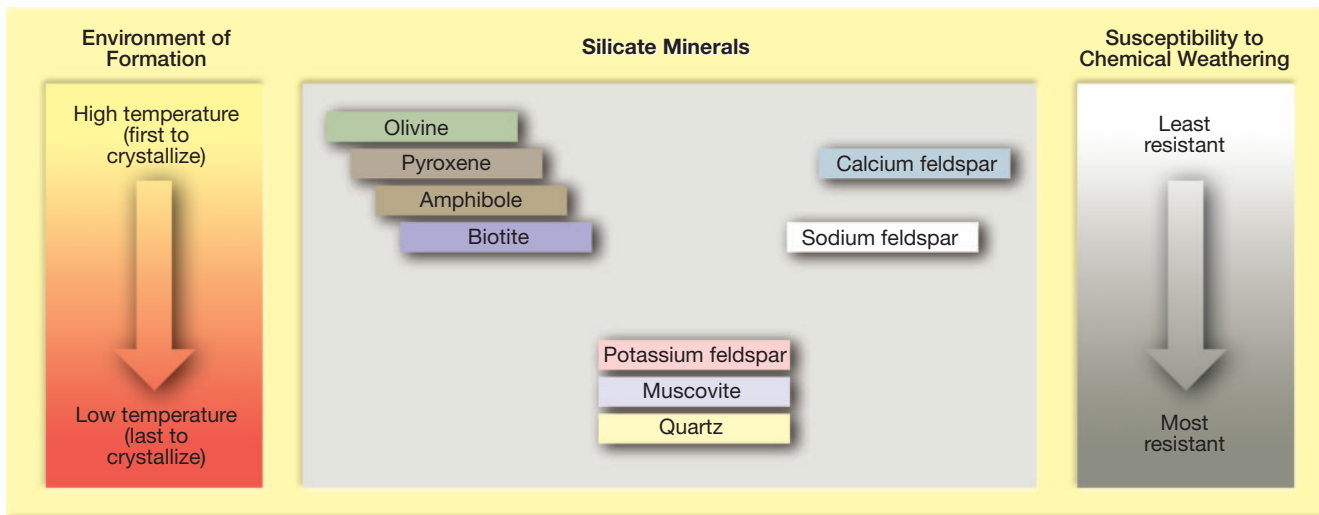 Environment of
Formation
High temperature
(first to
crystallize)
Low temperature
(last to
crystallize)
Silicate Minerals
Olivine
Pyroxene
Calcium feldspar
Amphibole
Biotite
Sodium feldspar
Potassium feldspar
Muscovite
Quartz
Susceptibility to
Chemical Weathering
Least
resistant
Most
resistant